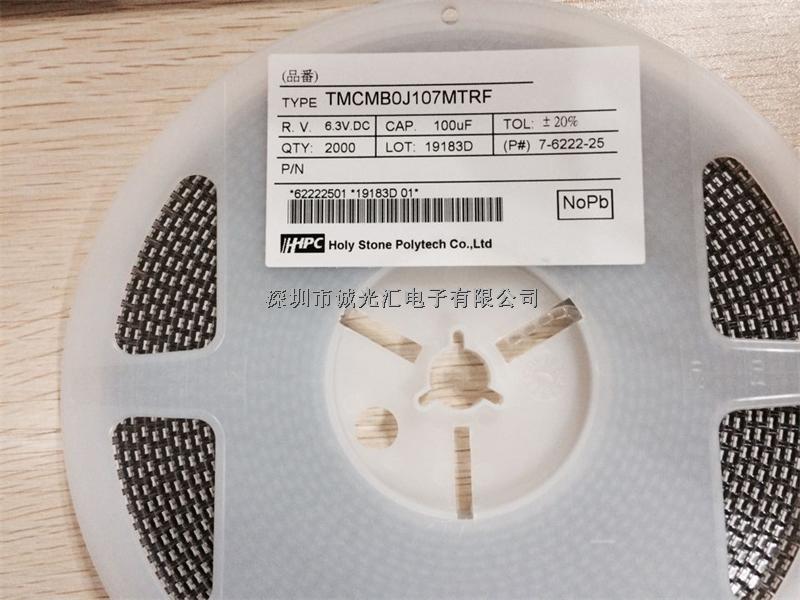 (品番)
TYPE TMCMB0J107MTRF
R. V. 6.3V.DC CAP. 100uF TOL: ±20%
QTY: 2000 LOT: 19183D (P#) 7-6222-25
P/N
*62222501 *19183D 01*
NoPb
HPC Holy Stone Polytech Co.,Ltd
深圳市诚光汇电子有限公司